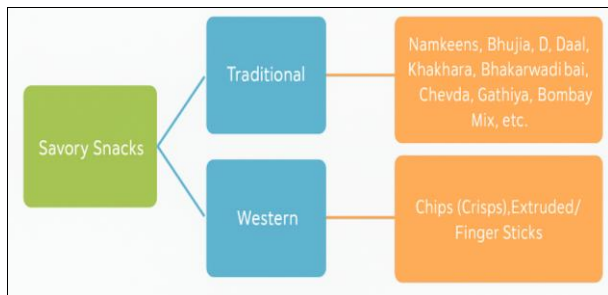 Savory Snacks
Traditional
Namkeens, Bhujia, D, Daal,
Khakhara, Bhakarwadi bai,
Chevda, Gathiya, Bombay
Mix, etc.
Western
Chips (Crisps),Extruded/
Finger Sticks